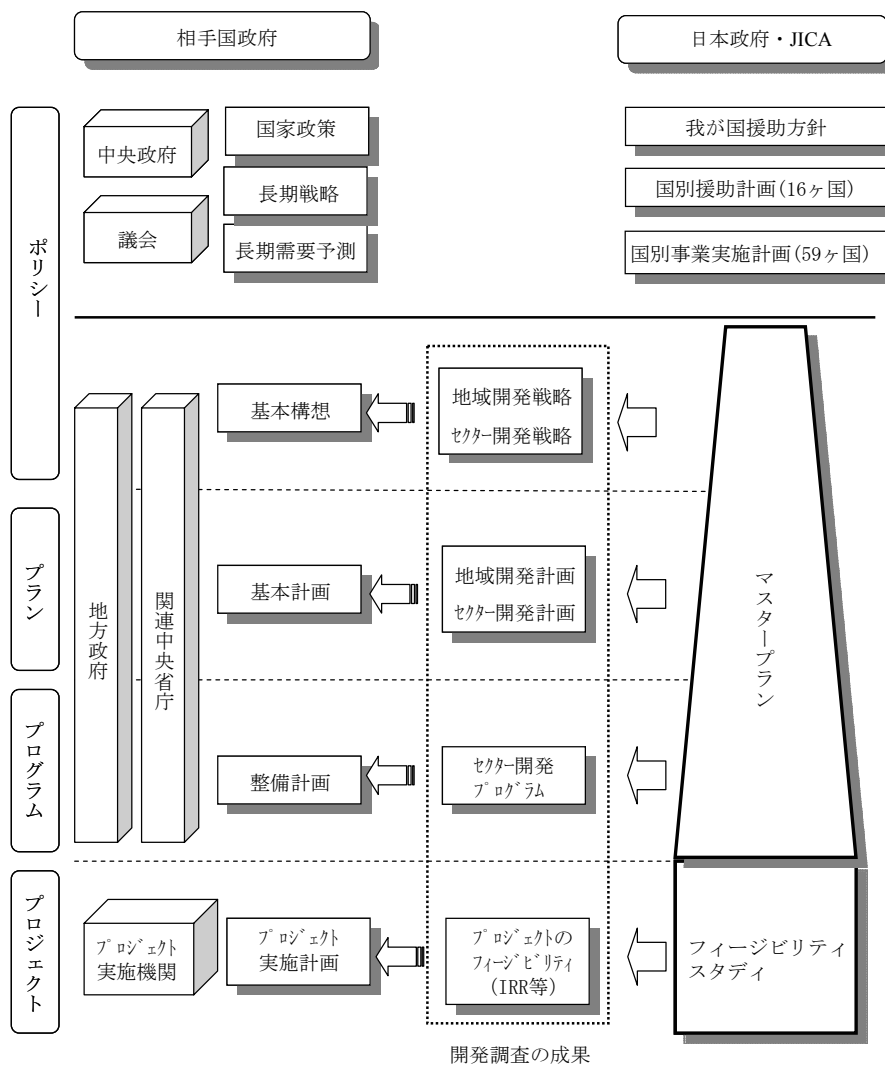 相手国政府
日本政府・JICA
ポリシー
中央政府
議会
国家政策
長期戦略
長期需要予測
我が国援助方針
国別援助計画(16ヶ国)
国別事業実施計画(59ヶ国)
地方政府
関連中央省庁
基本構想
地域開発戦略
ｾｸﾀｰ開発戦略
マスタープラン
プラン
基本計画
地域開発計画
ｾｸﾀｰ開発計画
プログラム
整備計画
ｾｸﾀｰ開発
ﾌﾟﾛｸﾞﾗﾑ
プロジェクト
ﾌﾟﾛｼﾞｪｸﾄ
実施機関
ﾌﾟﾛｼﾞｪｸﾄ
実施計画
ﾌﾟﾛｼﾞｪｸﾄの
ﾌｨｰｼﾞﾋﾞﾘﾃｨ
(IRR等)
フィージビリティ
スタディ
開発調査の成果